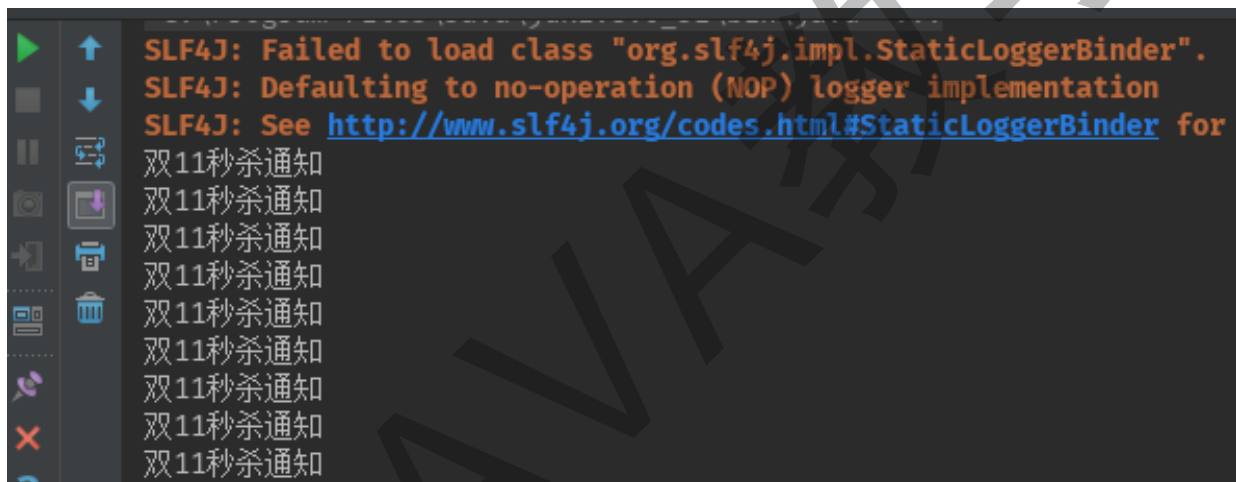 SLF4J: Failed to load class "org.slf4j.impl.StaticLoggerBinder".
SLF4J: Defaulting to no-operation (NOP) logger implementation
SLF4J: See http://www.slf4j.org/codes.html#StaticLoggerBinder for
双11秒杀通知
双11秒杀通知
双11秒杀通知
双11秒杀通知
双11秒杀通知
双11秒杀通知
双11秒杀通知
双11秒杀通知
双11秒杀通知